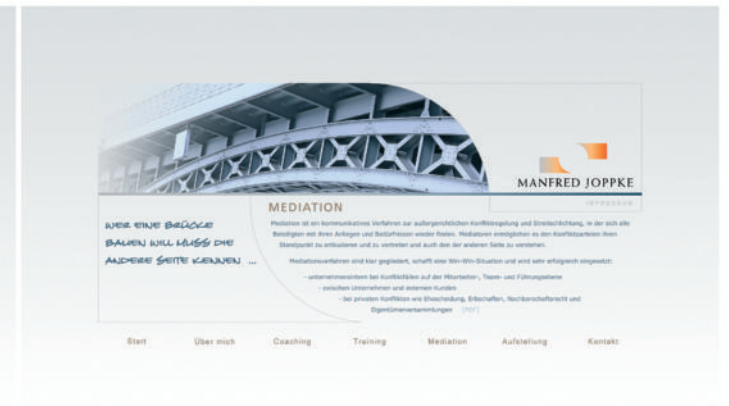 MANFRED JOPPKE
IMPRESSUM
WER EINE BRÜCKE
BAUEN WILL MUSS DIE
ANDERE SEITE KENNEN ...
MEDIATION
Mediation ist ein kommunikatives Verfahren zur außergerichtlichen Konfliktregelung und Streitschlichtung, in der sich alle
Beteiligten mit ihren Anliegen und Bedürfnissen wieder finden. Mediatoren ermöglichen es den Konfliktparteien ihren
Standpunkt zu artikulieren und zu vertreten und auch den der anderen Seite zu verstehen.
Mediationsverfahren sind klar gegliedert, schafft eine Win-Win-Situation und wird sehr erfolgreich eingesetzt:
- unternehmensintern bei Konfliktfällen auf der Mitarbeiter-, Team- und Führungsebene
- zwischen Unternehmen und externen Kunden
- bei privaten Konflikten wie Ehescheidung, Erbschaften, Nachbarschaftsrecht und
Eigentümerversammlungen [PDF]
Start Über mich Coaching Training Mediation Aufstellung Kontakt